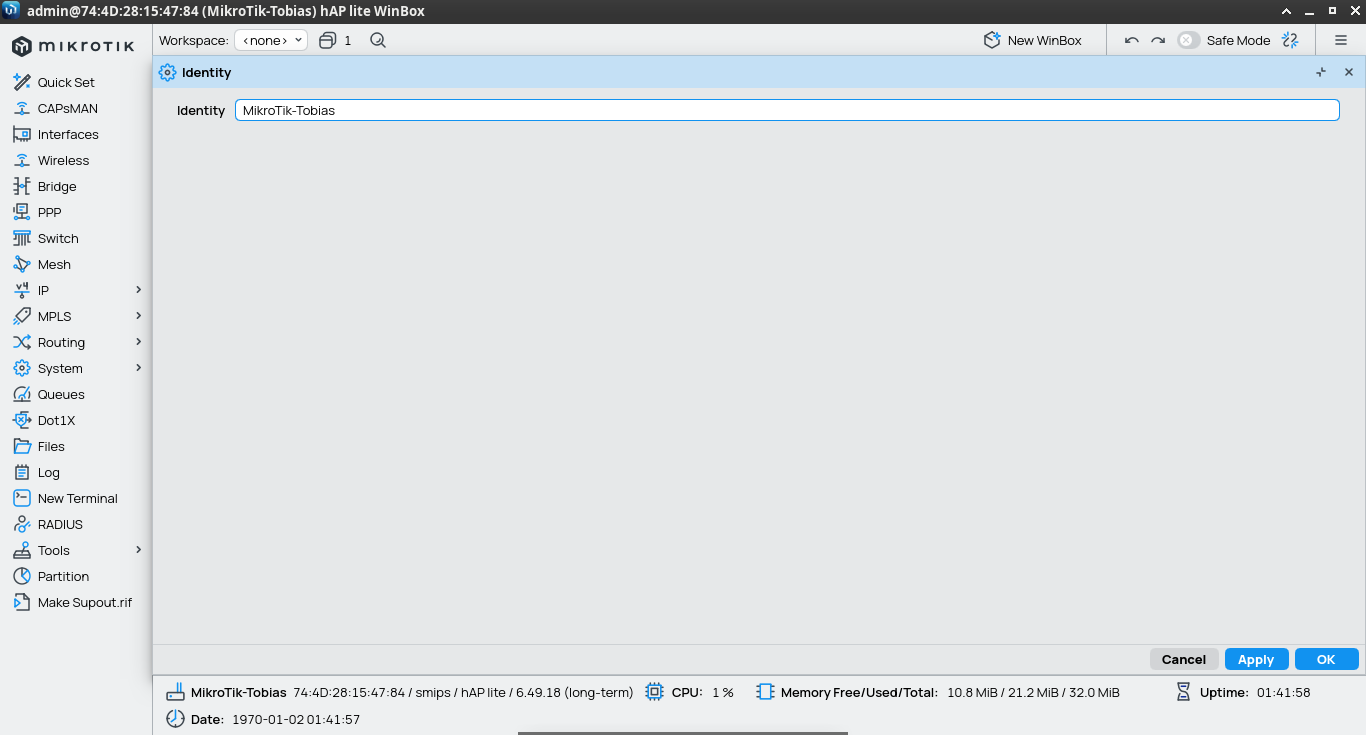 admin@74:4D:28:15:47:84 (MikroTik-Tobias) hAP lite WinBox
MikroTik
Workspace: <none> 1 New WinBox Safe Mode
Quick Set
CAPsMAN
Interfaces
Wireless
Bridge
PPP
Switch
Mesh
IP
MPLS
Routing
System
Queues
Dot1X
Files
Log
New Terminal
RADIUS
Tools
Partition
Make Supout.rif
Identity
Identity MikroTik-Tobias
Cancel Apply OK
MikroTik-Tobias 74:4D:28:15:47:84 / smips / hAP lite / 6.49.18 (long-term) CPU: 1 % Memory Free/Used/Total: 10.8 MiB / 21.2 MiB / 32.0 MiB Uptime: 01:41:58
Date: 1970-01-02 01:41:57